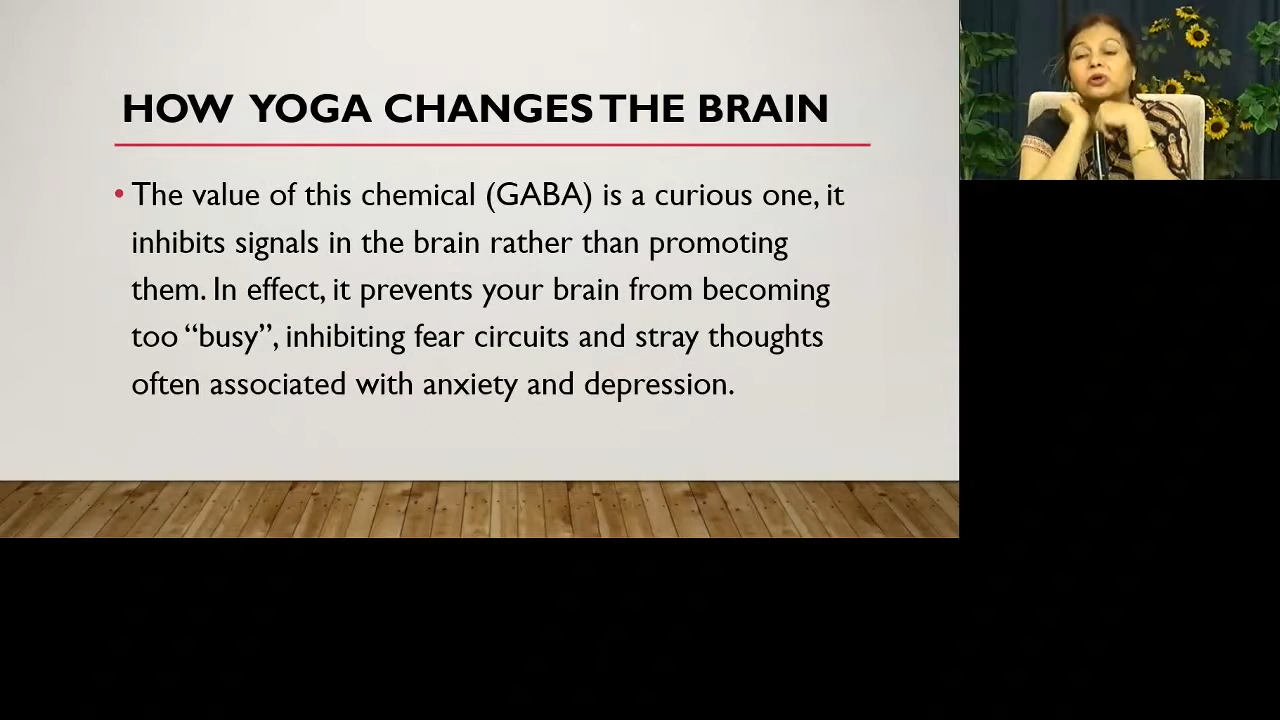 HOW YOGA CHANGES THE BRAIN
• The value of this chemical (GABA) is a curious one, it
inhibits signals in the brain rather than promoting
them. In effect, it prevents your brain from becoming
too “busy”, inhibiting fear circuits and stray thoughts
often associated with anxiety and depression.